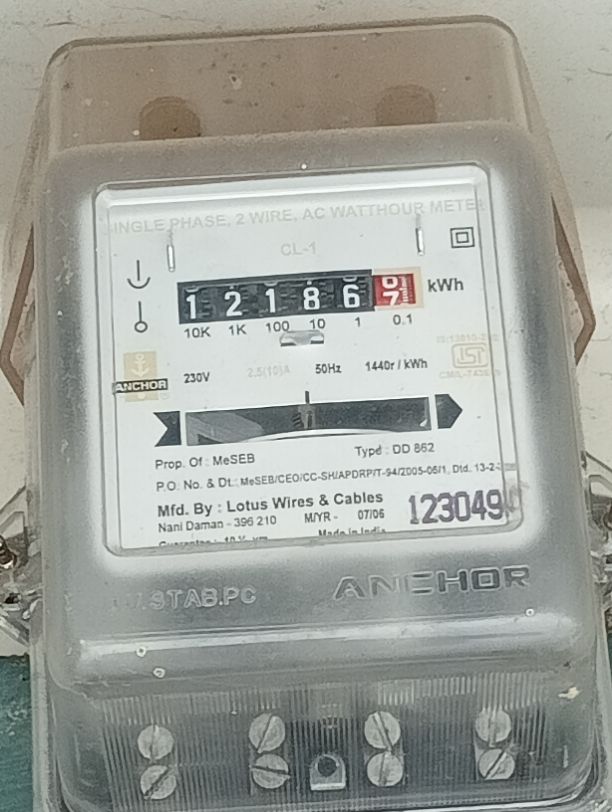 INGLE PHASE, 2 WIRE, AC WATTHOUR METER
CL-1
1 2 1 8 6 7 kWh
10K 1K 100 10 1 0.1
ANCHOR
230V 2.5(10)A 50Hz 1440r / kWh
Prop. Of : MeSEB Type : DD 862
P.O. No. & Dt.: MeSEB/CEO/CC-SH/APDRP/T-94/2005-06/1, Dtd. 13-2-
Mfd. By : Lotus Wires & Cables
Nani Daman - 396 210 M/YR - 07/06
123049
Made in India
ANCHOR